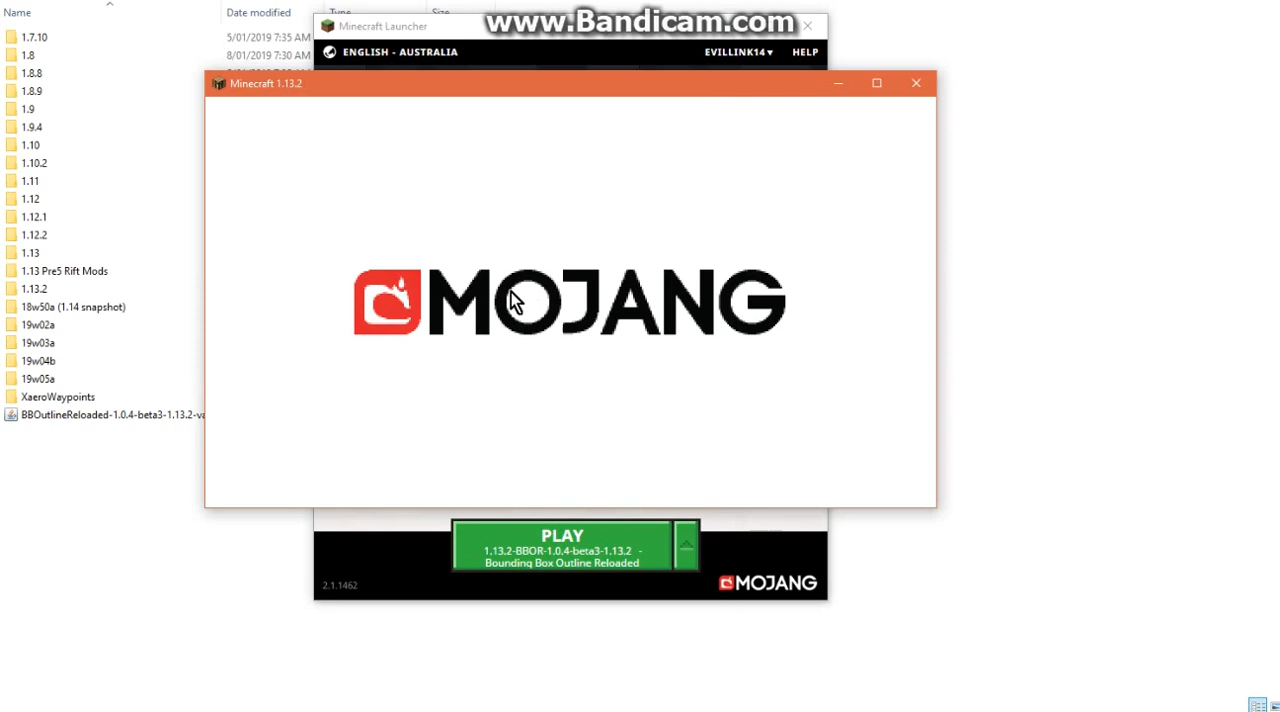 www.Bandicam.com
Name
Date modified
Type
Size
Minecraft Launcher
1.7.10
5/01/2019 7:35 AM
1.8
8/01/2019 7:30 AM
ENGLISH - AUSTRALIA
EVILLINK14
HELP
1.8.8
1.8.9
Minecraft 1.13.2
1.9
1.9.4
1.10
1.10.2
1.11
1.12
1.12.1
1.12.2
1.13
1.13 Pre5 Rift Mods
1.13.2
18w50a (1.14 snapshot)
19w02a
19w03a
19w04b
19w05a
XaeroWaypoints
BBOutlineReloaded-1.0.4-beta3-1.13.2-va
MOJANG
PLAY
1.13.2-BBOR-1.0.4-beta3-1.13.2 -
Bounding Box Outline Reloaded
2.1.1462
MOJANG